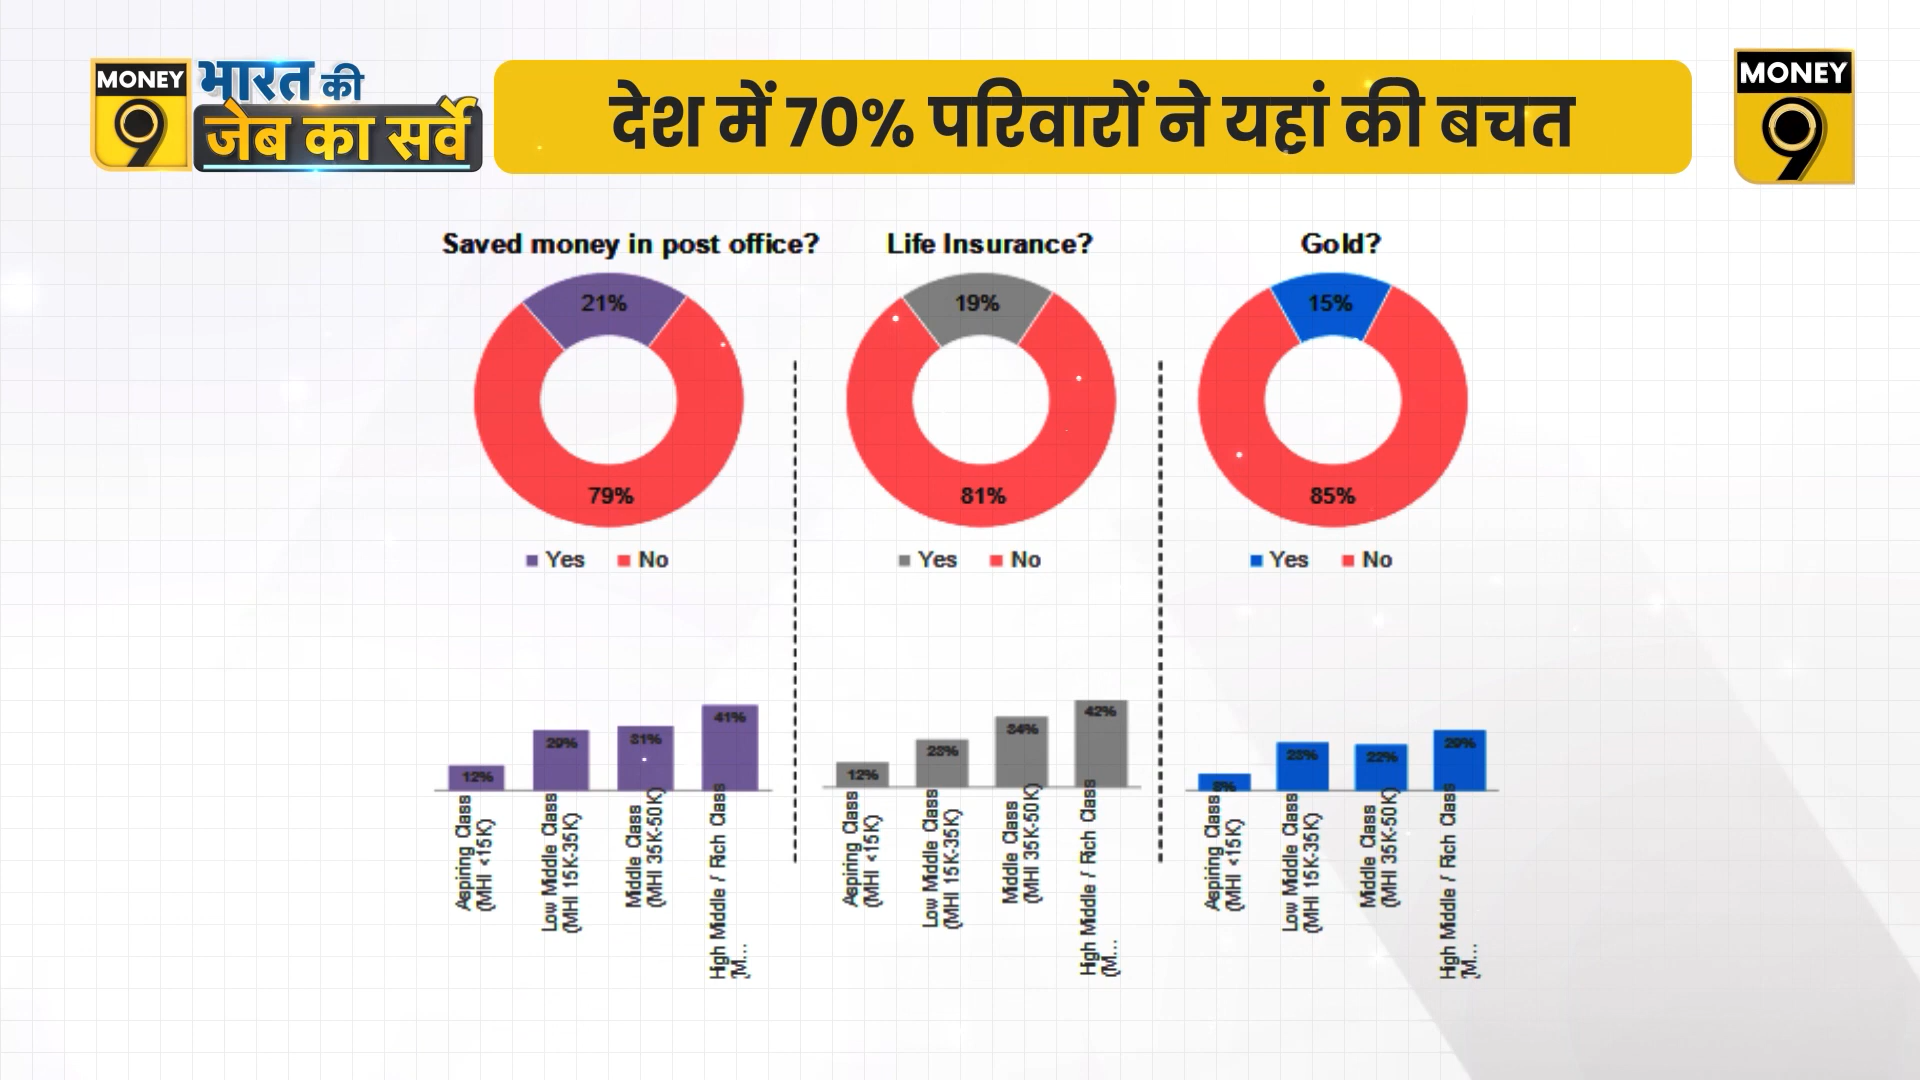 MONEY
9
भारत की
जेब का सर्वे
देश में 70% परिवारों ने यहां की बचत
MONEY
9
Saved money in post office?
21%
79%
Yes No
Life Insurance?
19%
81%
Yes No
Gold?
15%
85%
Yes No
12%
29%
31%
41%
Aspiring Class
(MHI <15K)
Low Middle Class
(MHI 15K-35K)
Middle Class
(MHI 35K-50K)
High Middle / Rich Class
(M...
12%
23%
34%
42%
Aspiring Class
(MHI <15K)
Low Middle Class
(MHI 15K-35K)
Middle Class
(MHI 35K-50K)
High Middle / Rich Class
(M...
23%
22%
29%
Aspiring Class
(MHI <15K)
Low Middle Class
(MHI 15K-35K)
Middle Class
(MHI 35K-50K)
High Middle / Rich Class
(M...